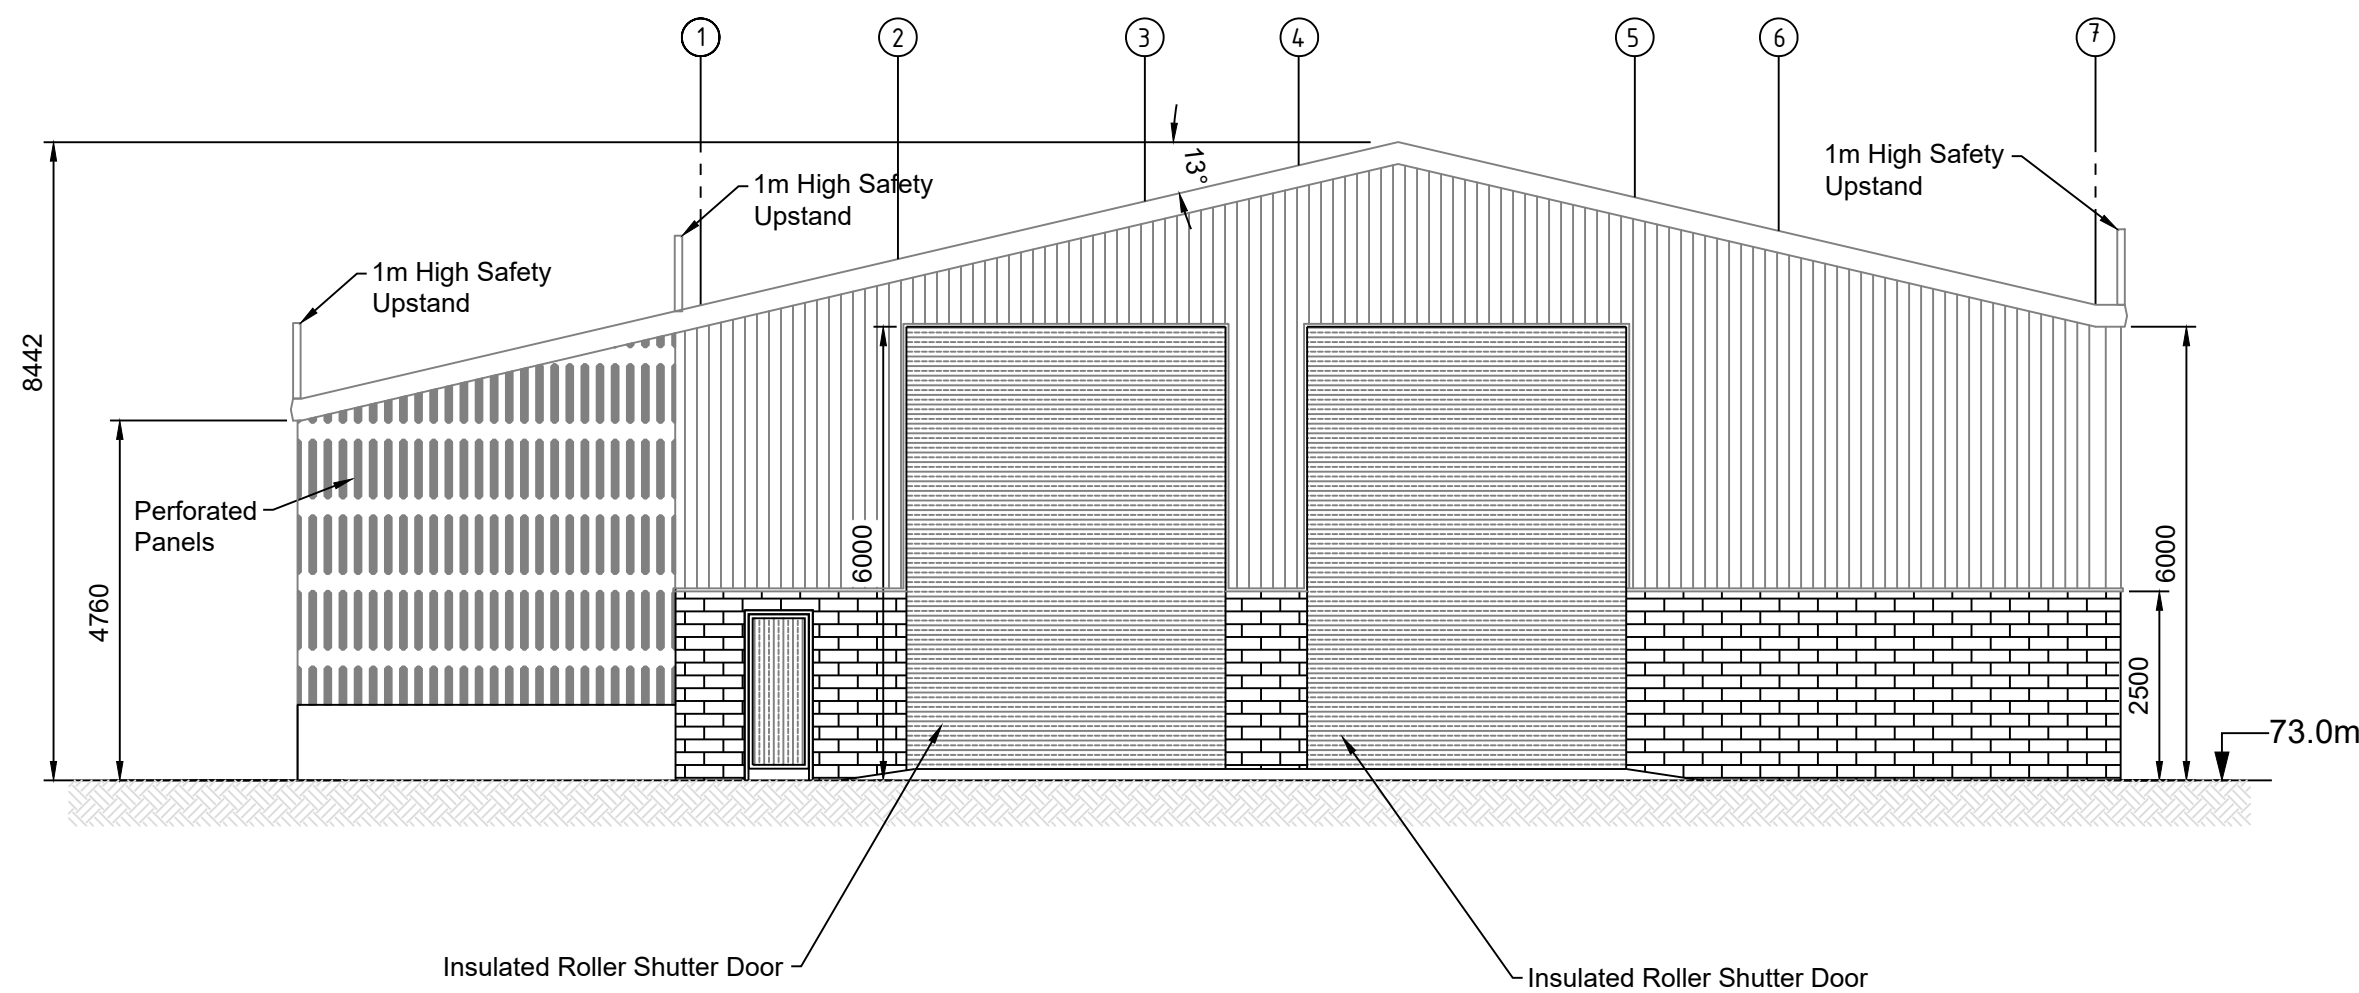 1 2 3 4 5 6 7
13°
1m High Safety
Upstand
1m High Safety
Upstand
1m High Safety
Upstand
8442
4760
Perforated
Panels
6000
6000
2500
73.0m
Insulated Roller Shutter Door
Insulated Roller Shutter Door